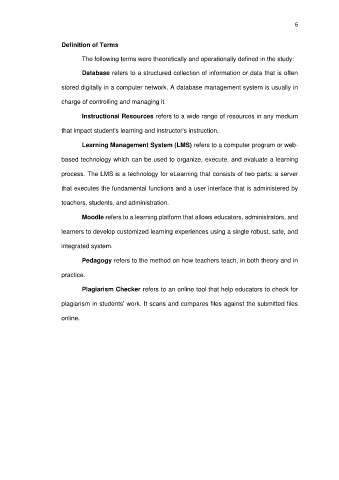 6
Definition of Terms
The following terms were theoretically and operationally defined in the study:
Database refers to a structured collection of information or data that is often
stored digitally in a computer network. A database management system is usually in
charge of controlling and managing it.
Instructional Resources refers to a wide range of resources in any medium
that impact student's learning and instructor's instruction.
Learning Management System (LMS) refers to a computer program or web-
based technology which can be used to organize, execute, and evaluate a learning
process. The LMS is a technology for eLearning that consists of two parts: a server
that executes the fundamental functions and a user interface that is administered by
teachers, students, and administration.
Moodle refers to a learning platform that allows educators, administrators, and
learners to develop customized learning experiences using a single robust, safe, and
integrated system.
Pedagogy refers to the method on how teachers teach, in both theory and in
practice.
Plagiarism Checker refers to an online tool that help educators to check for
plagiarism in students' work. It scans and compares files against the submitted files
online.